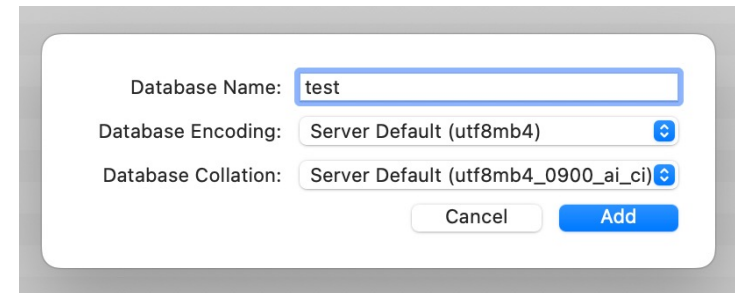 Database Name: test
Database Encoding: Server Default (utf8mb4)
Database Collation: Server Default (utf8mb4_0900_ai_ci)
Cancel Add